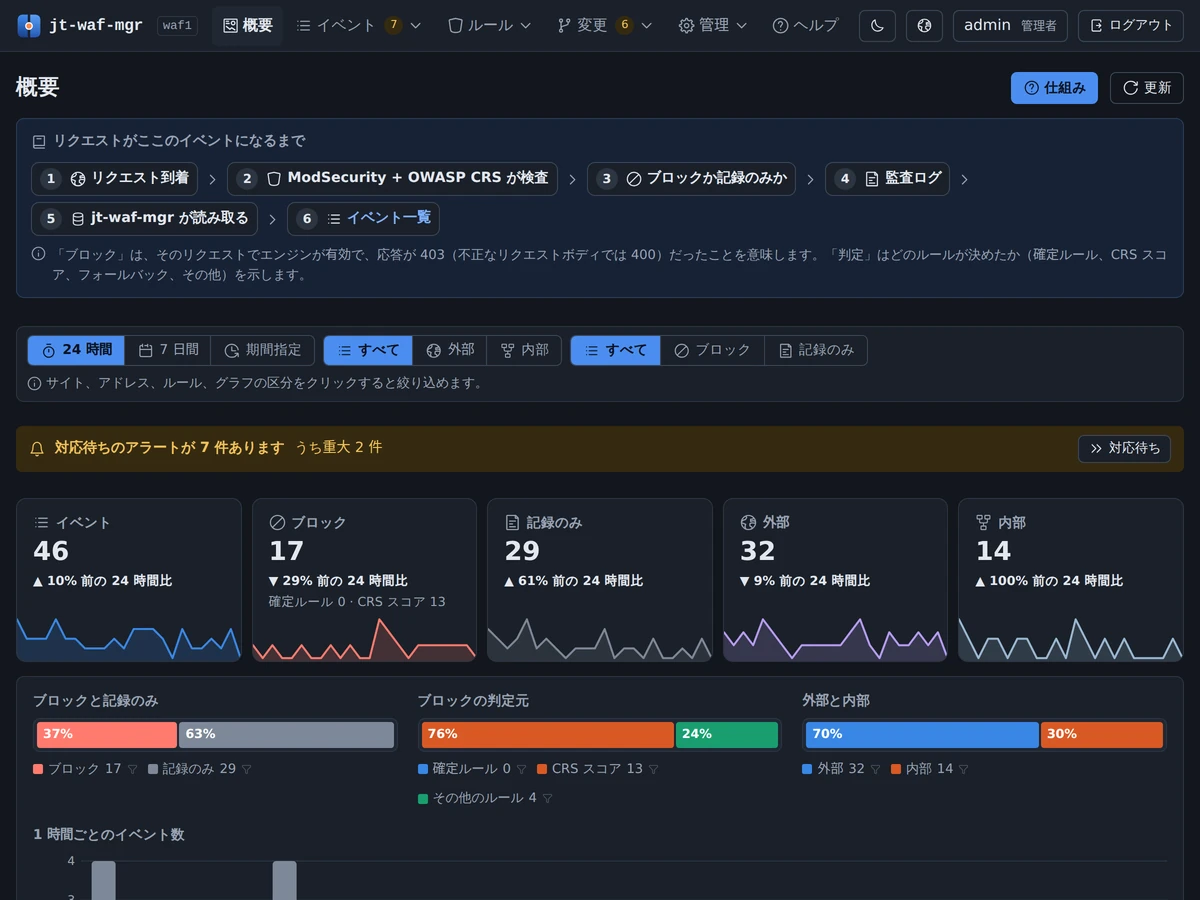 jt-waf-mgr waf1 概要 イベント 7 ルール 変更 6 管理 ヘルプ admin 管理者 ログアウト
概要 仕組み 更新
リクエストがここのイベントになるまで
1 リクエスト到着 2 ModSecurity + OWASP CRS が検査 3 ブロックか記録のみか 4 監査ログ
5 jt-waf-mgr が読み取る 6 イベント一覧
「ブロック」は、そのリクエストでエンジンが有効で、応答が 403（不正なリクエストボディでは 400）だったことを意味します。「判定」はどのルールが決めたか（確定ルール、CRS スコ
ア、フォールバック、その他）を示します。
24 時間 7 日間 期間指定 すべて 外部 内部 すべて ブロック 記録のみ
サイト、アドレス、ルール、グラフの区分をクリックすると絞り込めます。
対応待ちのアラートが 7 件あります うち重大 2 件 対応待ち
イベント ブロック 記録のみ 外部 内部
46 17 29 32 14
▲ 10% 前の 24 時間比 ▼ 29% 前の 24 時間比 ▲ 61% 前の 24 時間比 ▼ 9% 前の 24 時間比 ▲ 100% 前の 24 時間比
確定ルール 0 · CRS スコア 13
ブロックと記録のみ ブロックの判定元 外部と内部
37% 63% 76% 24% 70% 30%
ブロック 17 記録のみ 29 確定ルール 0 CRS スコア 13 外部 32 内部 14
その他のルール 4
1 時間ごとのイベント数
4
3